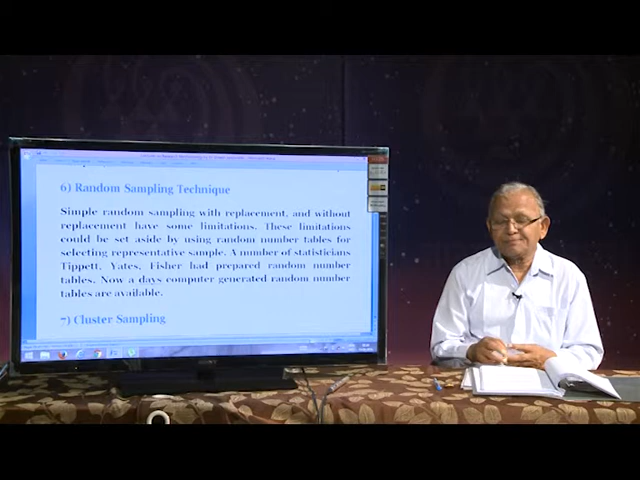 6) Random Sampling Technique
Simple random sampling with replacement, and without
replacement have some limitations. These limitations
could be set aside by using random number tables for
selecting representative sample. A number of statisticians
Tippett, Yates, Fisher had prepared random number
tables. Now a days computer generated random number
tables are available.
7) Cluster Sampling
SONY